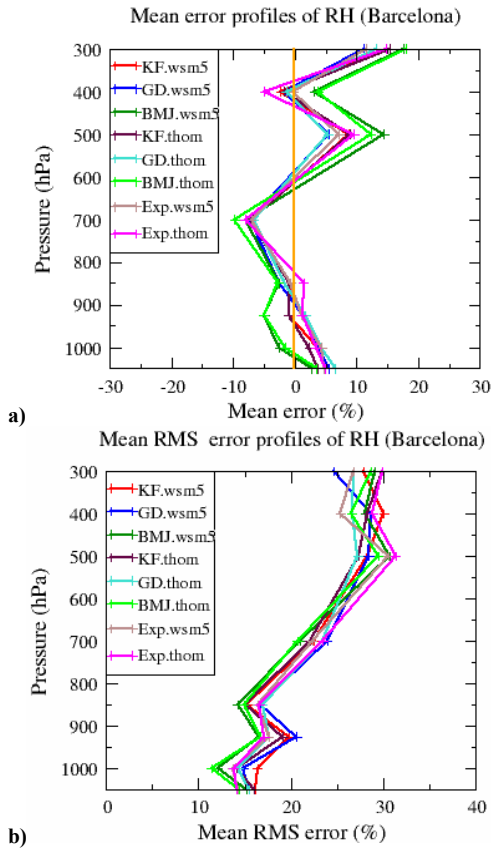 Mean error profiles of RH (Barcelona)
300
400
500
600
700
800
900
1000
Pressure (hPa)
KF.wsm5
GD.wsm5
BMJ.wsm5
KF.thom
GD.thom
BMJ.thom
Exp.wsm5
Exp.thom
-30 -20 -10 0 10 20 30
Mean error (%)
a)
Mean RMS error profiles of RH (Barcelona)
300
400
500
600
700
800
900
1000
Pressure (hPa)
KF.wsm5
GD.wsm5
BMJ.wsm5
KF.thom
GD.thom
BMJ.thom
Exp.wsm5
Exp.thom
0 10 20 30 40
Mean RMS error (%)
b)